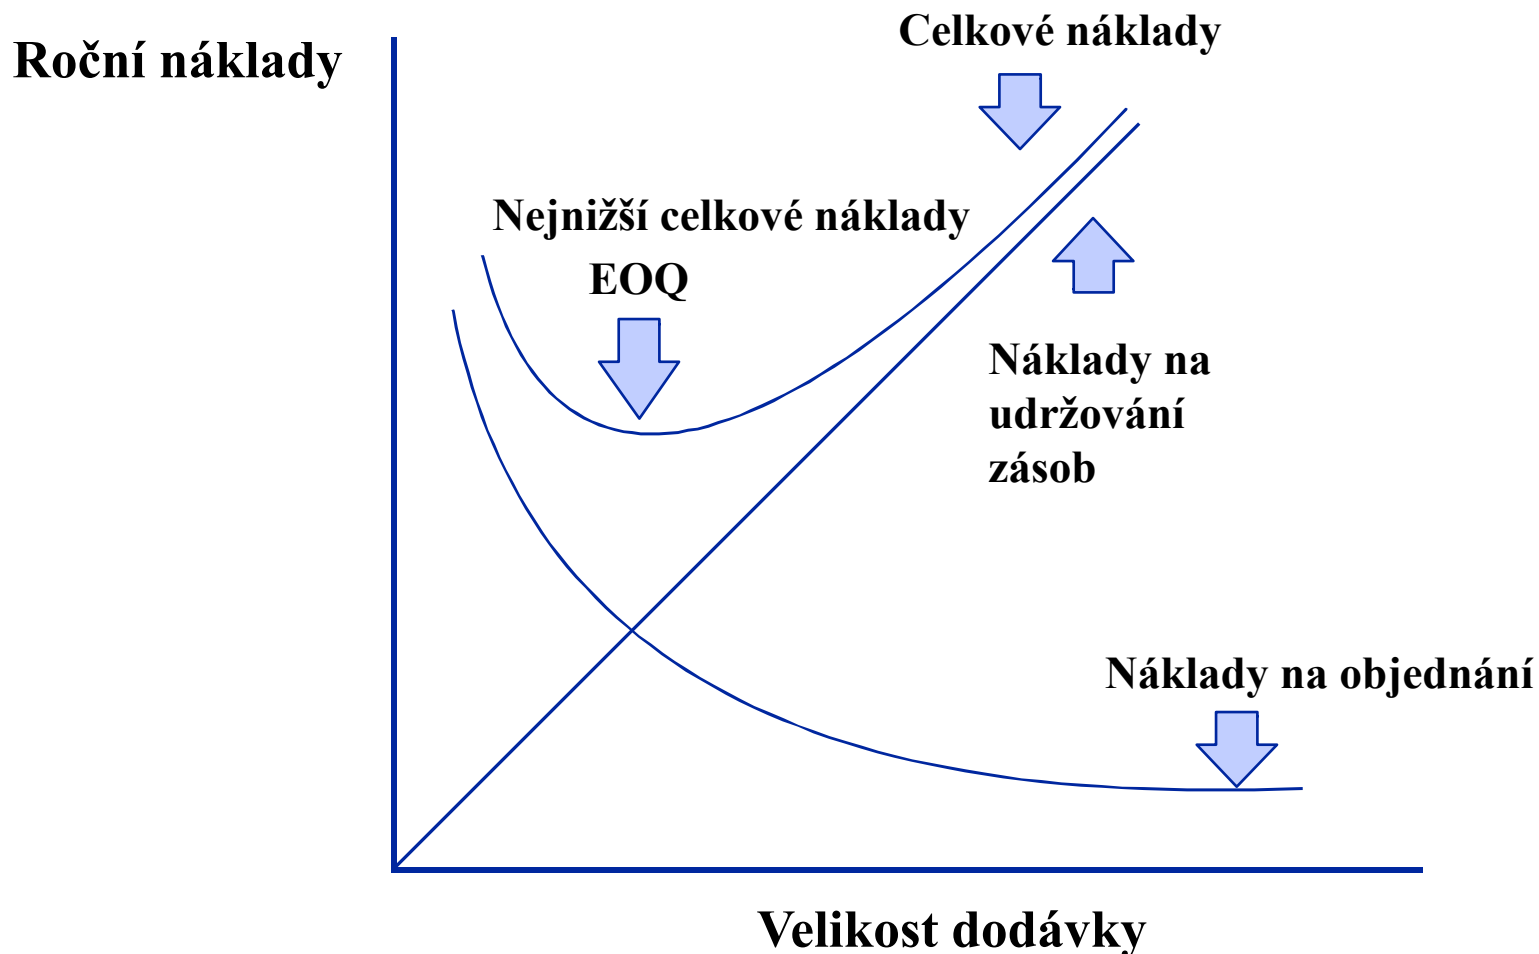 Celkové náklady
Roční náklady
Nejnižší celkové náklady
EOQ
Náklady na
udržování
zásob
Náklady na objednání
Velikost dodávky